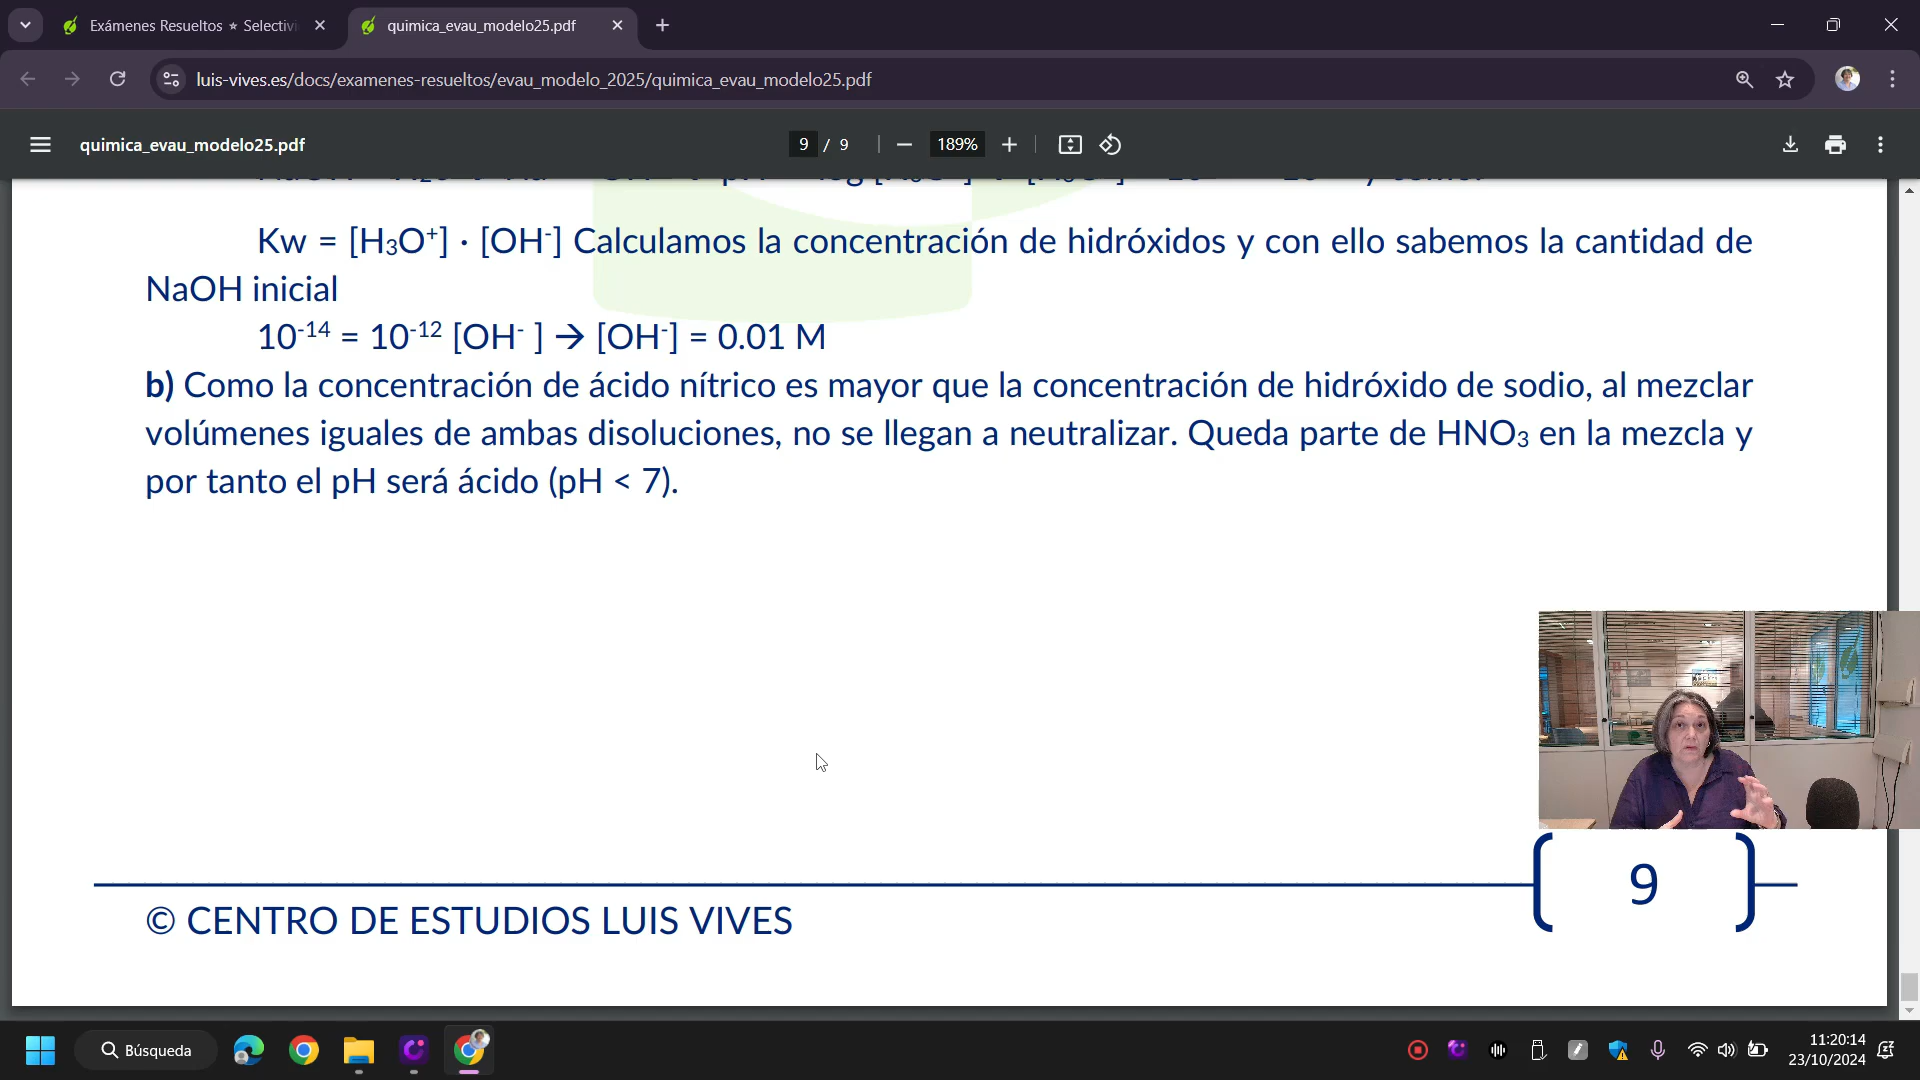 Exámenes Resueltos ★ Selectivi
quimica_evau_modelo25.pdf
luis-vives.es/docs/examenes-resueltos/evau_modelo_2025/quimica_evau_modelo25.pdf
quimica_evau_modelo25.pdf
9 / 9
189%
Kw = [H₃O⁺] · [OH⁻] Calculamos la concentración de hidróxidos y con ello sabemos la cantidad de
NaOH inicial
10⁻¹⁴ = 10⁻¹² [OH⁻ ] → [OH⁻] = 0.01 M
b) Como la concentración de ácido nítrico es mayor que la concentración de hidróxido de sodio, al mezclar
volúmenes iguales de ambas disoluciones, no se llegan a neutralizar. Queda parte de HNO₃ en la mezcla y
por tanto el pH será ácido (pH < 7).
9
© CENTRO DE ESTUDIOS LUIS VIVES
Búsqueda
11:20:14
23/10/2024